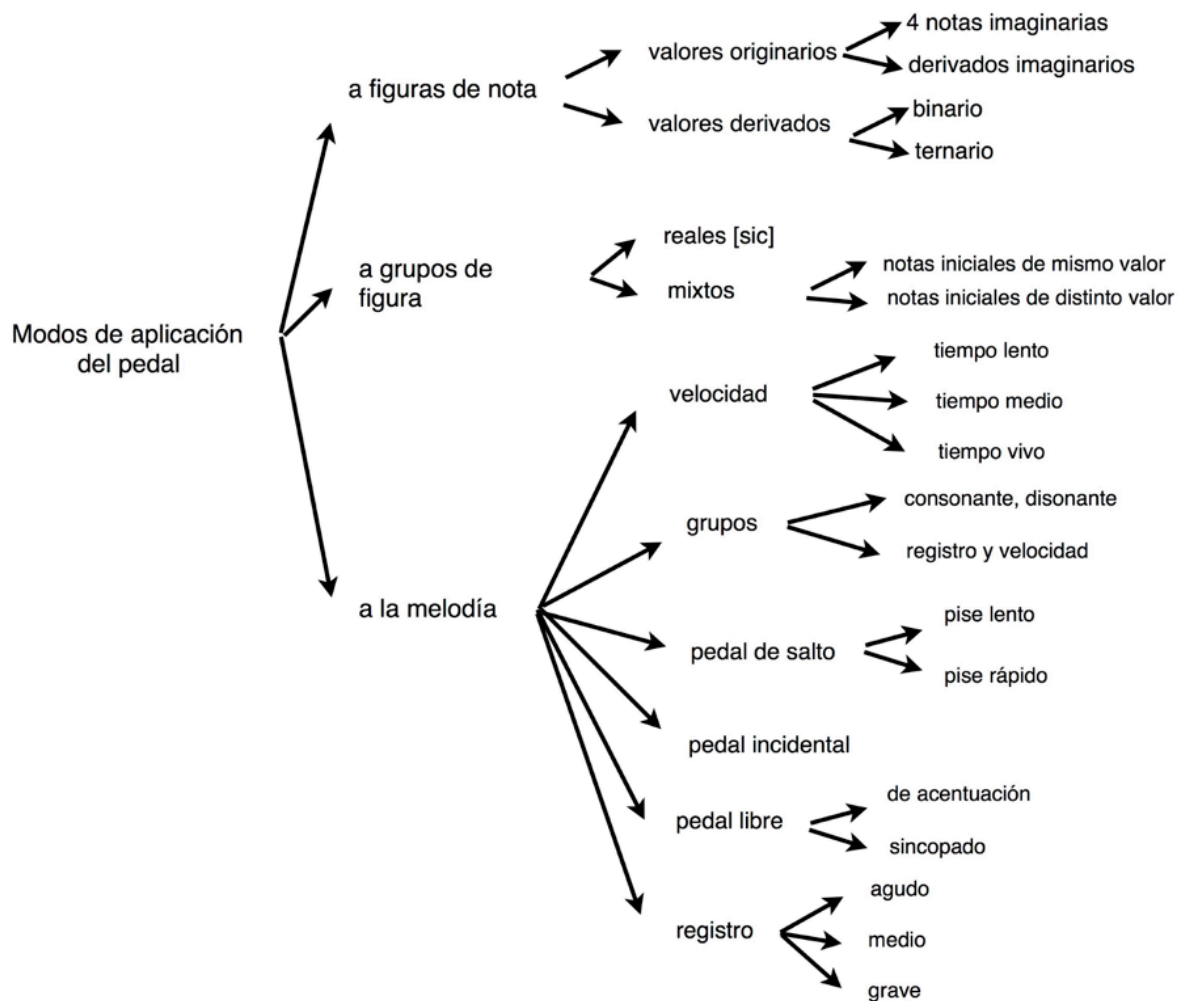 4 notas imaginarias
valores originarios
derivados imaginarios
a figuras de nota
binario
valores derivados
ternario
reales [sic]
a grupos de
figura
notas iniciales de mismo valor
mixtos
notas iniciales de distinto valor
Modos de aplicación
del pedal
tiempo lento
velocidad
tiempo medio
tiempo vivo
consonante, disonante
grupos
registro y velocidad
a la melodía
pise lento
pedal de salto
pise rápido
pedal incidental
de acentuación
pedal libre
sincopado
agudo
registro
medio
grave